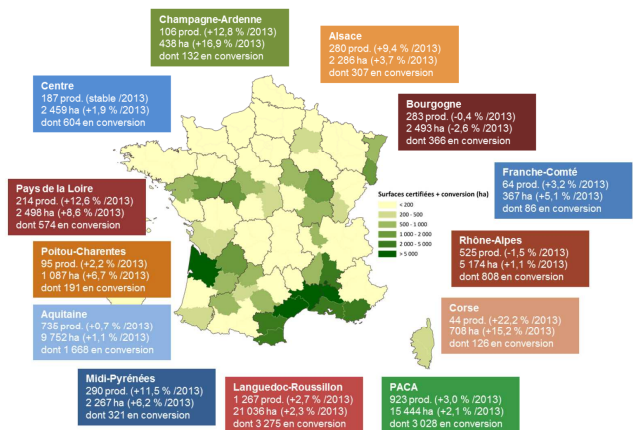 Champagne-Ardenne
106 prod. (+12,8 % /2013)
438 ha (+16,9 % /2013)
dont 132 en conversion
Alsace
280 prod. (+9,4 % /2013)
2 286 ha (+3,7 % /2013)
dont 307 en conversion
Centre
187 prod. (stable /2013)
2 459 ha (+1,9 % /2013)
dont 604 en conversion
Bourgogne
283 prod. (-0,4 % /2013)
2 493 ha (-2,6 % /2013)
dont 366 en conversion
Franche-Comté
64 prod. (+3,2 % /2013)
367 ha (+5,1 % /2013)
dont 86 en conversion
Pays de la Loire
214 prod. (+12,6 % /2013)
2 498 ha (+8,6 % /2013)
dont 574 en conversion
Surfaces certifiées + conversion (ha)
< 200
200 - 500
500 - 1 000
1 000 - 2 000
2 000 - 5 000
> 5 000
Rhône-Alpes
525 prod. (-1,5 % /2013)
5 174 ha (+1,1 % /2013)
dont 808 en conversion
Poitou-Charentes
95 prod. (+2,2 % /2013)
1 087 ha (+6,7 % /2013)
dont 191 en conversion
Corse
44 prod. (+22,2 % /2013)
708 ha (+15,2 % /2013)
dont 126 en conversion
Aquitaine
735 prod. (+0,7 % /2013)
9 752 ha (+1,1 % /2013)
dont 1 668 en conversion
Midi-Pyrénées
290 prod. (+11,5 % /2013)
2 267 ha (+6,2 % /2013)
dont 321 en conversion
Languedoc-Roussillon
1 267 prod. (+2,7 % /2013)
21 036 ha (+2,3 % /2013)
dont 3 275 en conversion
PACA
923 prod. (+3,0 % /2013)
15 444 ha (+2,1 % /2013)
dont 3 028 en conversion